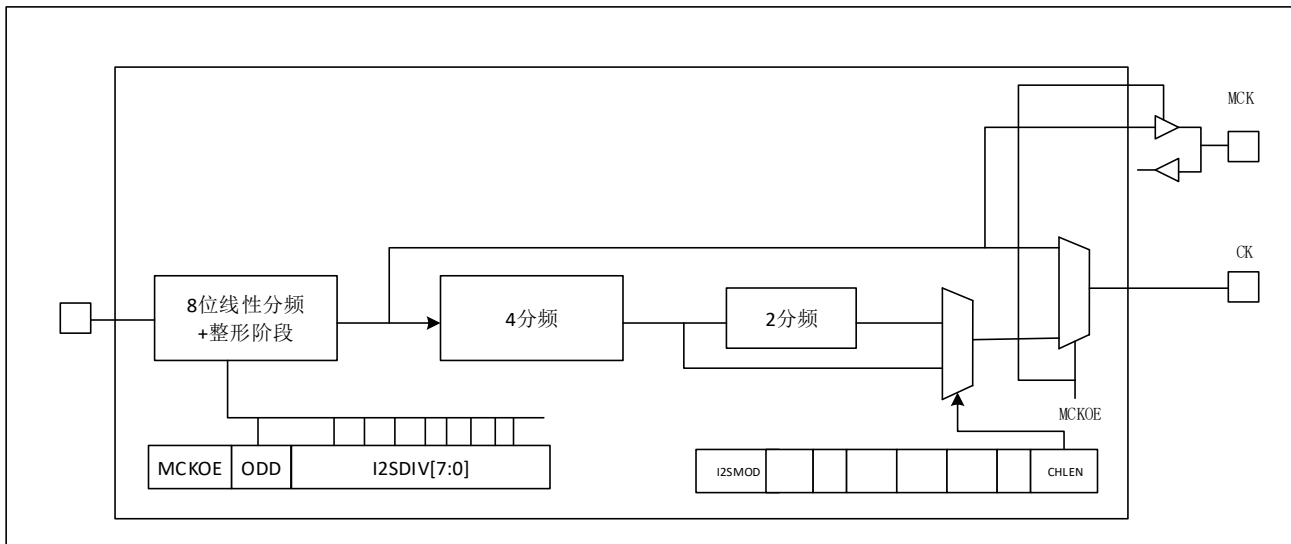 MCK
CK
8位线性分频
+整形阶段
4分频
2分频
MCKOE
MCKOE
ODD
I2SDIV[7:0]
I2SMOD
CHLEN